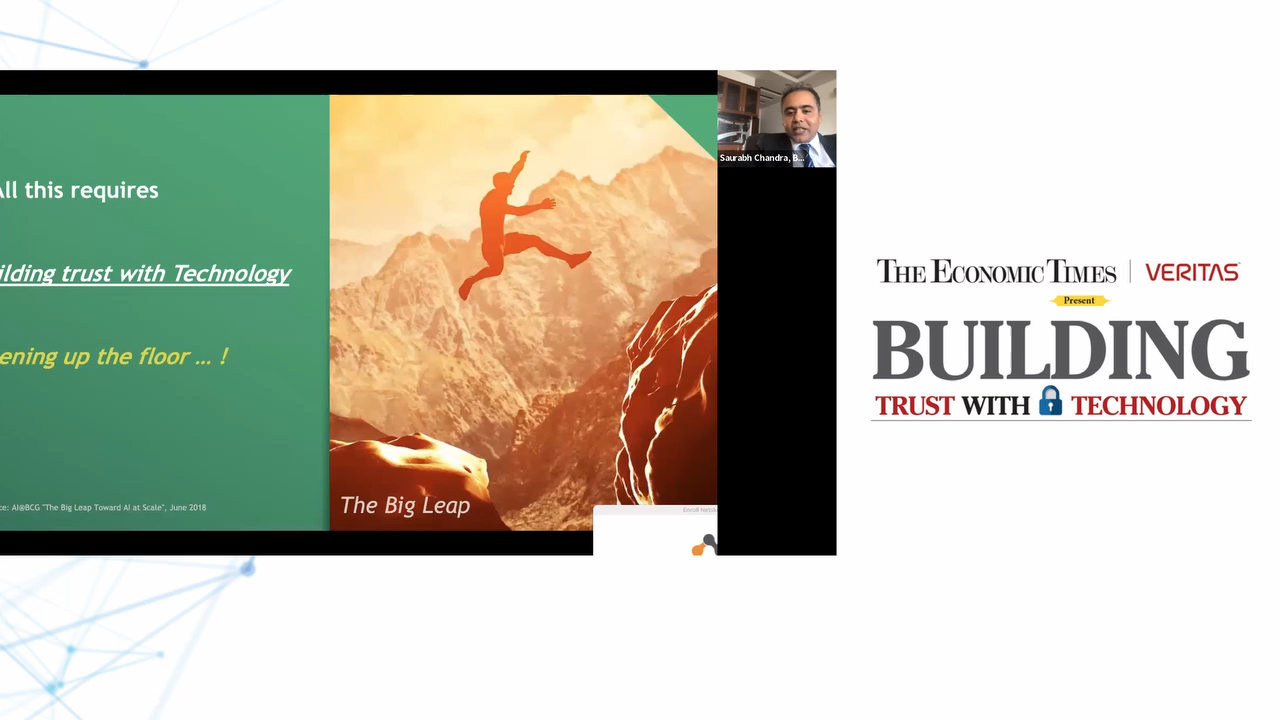 All this requires
ilding trust with Technology
ening up the floor ... !
ce: AI@BCG "The Big Leap Toward AI at Scale", June 2018
The Big Leap
Saurabh Chandra, B...
THE ECONOMIC TIMES | VERITAS
Present
BUILDING
TRUST WITH TECHNOLOGY